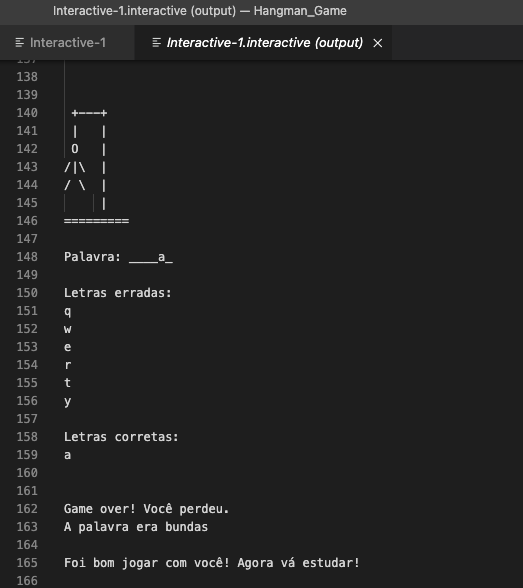 Interactive-1.interactive (output) — Hangman_Game
Interactive-1
Interactive-1.interactive (output)
137
138
139
140 +---+
141 | |
142 O |
143 /|\ |
144 / \ |
145 |
146 =========
147
148 Palavra: ____a_
149
150 Letras erradas:
151 q
152 w
153 e
154 r
155 t
156 y
157
158 Letras corretas:
159 a
160
161
162 Game over! Você perdeu.
163 A palavra era bundas
164
165 Foi bom jogar com você! Agora vá estudar!
166